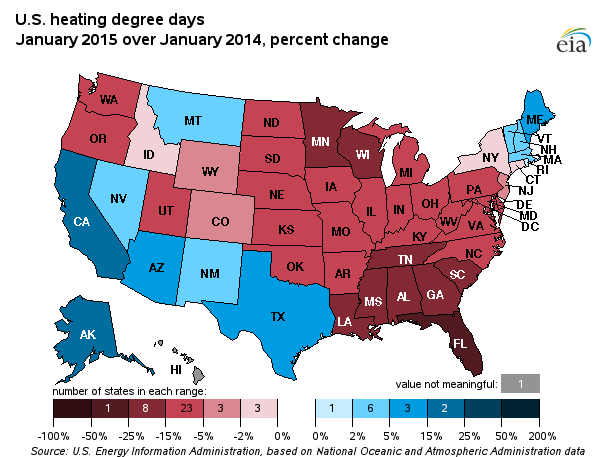 U.S. heating degree days
January 2015 over January 2014, percent change
eia
WA
OR
CA
ID
NV
MT
WY
UT
CO
AZ
NM
ND
SD
NE
KS
OK
TX
MN
IA
MO
AR
LA
WI
IL
IN
MI
OH
KY
TN
MS
AL
GA
FL
SC
NC
VA
WV
PA
NY
ME
VT
NH
MA
RI
CT
NJ
DE
MD
DC
AK
HI
number of states in each range:
value not meaningful: 1
1 8 23 3 3 1 6 3 2
-100% -50% -25% -15% -5% -2% 0% 0% 2% 5% 15% 25% 50% 200%
Source: U.S. Energy Information Administration, based on National Oceanic and Atmospheric Administration data